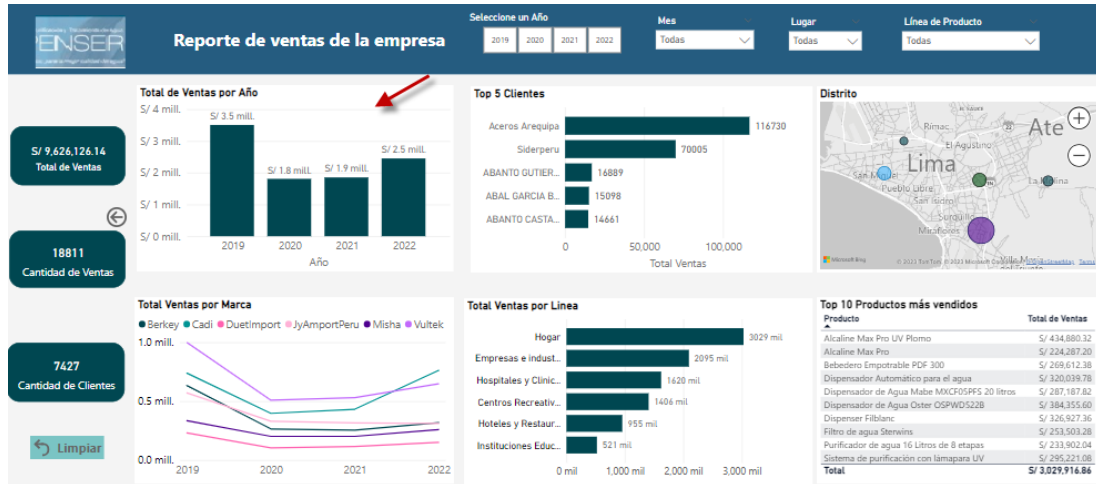 ENSER
Reporte de ventas de la empresa
Seleccione un Año
2019 2020 2021 2022
Mes
Todas
Lugar
Todas
Línea de Producto
Todas
S/ 9,626,126.14
Total de Ventas
18811
Cantidad de Ventas
7427
Cantidad de Clientes
Limpiar
Total de Ventas por Año
S/ 4 mill.
S/ 3 mill.
S/ 2 mill.
S/ 1 mill.
S/ 0 mill.
S/ 3.5 mill.
S/ 1.8 mill.
S/ 1.9 mill.
S/ 2.5 mill.
2019 2020 2021 2022
Año
Top 5 Clientes
Aceros Arequipa 116730
Siderperu 70005
ABANTO GUTIER... 16889
ABAL GARCIA B... 15098
ABANTO CASTA... 14661
0 50,000 100,000
Total Ventas
Distrito
Rimac
Ate
El Agustino
Lima
San Miguel
La Molina
Pueblo Libre
San Isidro
Surquillo
Miraflores
Microsoft Bing
Total Ventas por Marca
Berkey Cadi DuetImport JyAmportPeru Misha Vultek
1.0 mill.
0.5 mill.
0.0 mill.
2019 2020 2021 2022
Total Ventas por Linea
Hogar 3029 mil
Empresas e indust... 2095 mil
Hospitales y Clinic... 1620 mil
Centros Recreativ... 1406 mil
Hoteles y Restaur... 955 mil
Instituciones Educ... 521 mil
0 mil 1,000 mil 2,000 mil 3,000 mil
Top 10 Productos más vendidos
Producto Total de Ventas
Alcaline Max Pro UV Plomo S/ 434,880.32
Alcaline Max Pro S/ 224,287.20
Bebedero Empotrable PDF 300 S/ 269,612.38
Dispensador Automático para el agua S/ 320,039.78
Dispensador de Agua Mabe MXCF05PFS 20 litros S/ 287,187.62
Dispensador de Agua Oster OSPWD522B S/ 384,355.60
Dispenser Filblanc S/ 326,927.36
Filtro de agua Sterwins S/ 253,503.28
Purificador de agua 16 Litros de 8 etapas S/ 233,902.04
Sistema de purificación con lámapara UV S/ 295,221.08
Total S/ 3,029,916.86